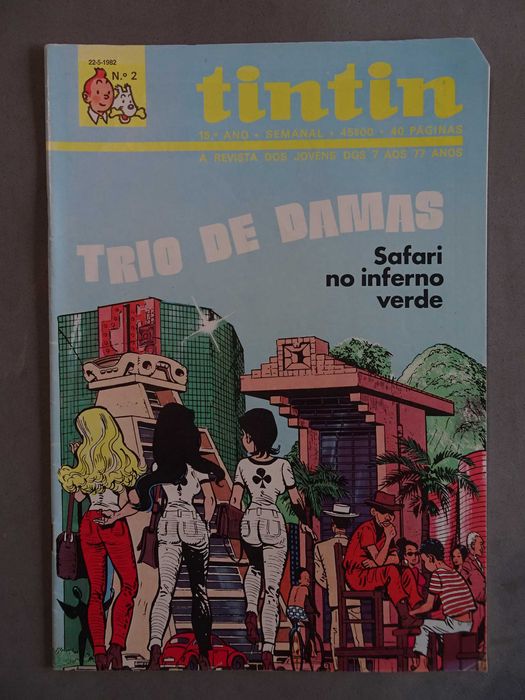 22-5-1982
N.º 2
tintin
15.º ANO • SEMANAL • 45$00 • 40 PÁGINAS
A REVISTA DOS JOVENS DOS 7 AOS 77 ANOS
TRIO DE DAMAS
Safari
no inferno
verde